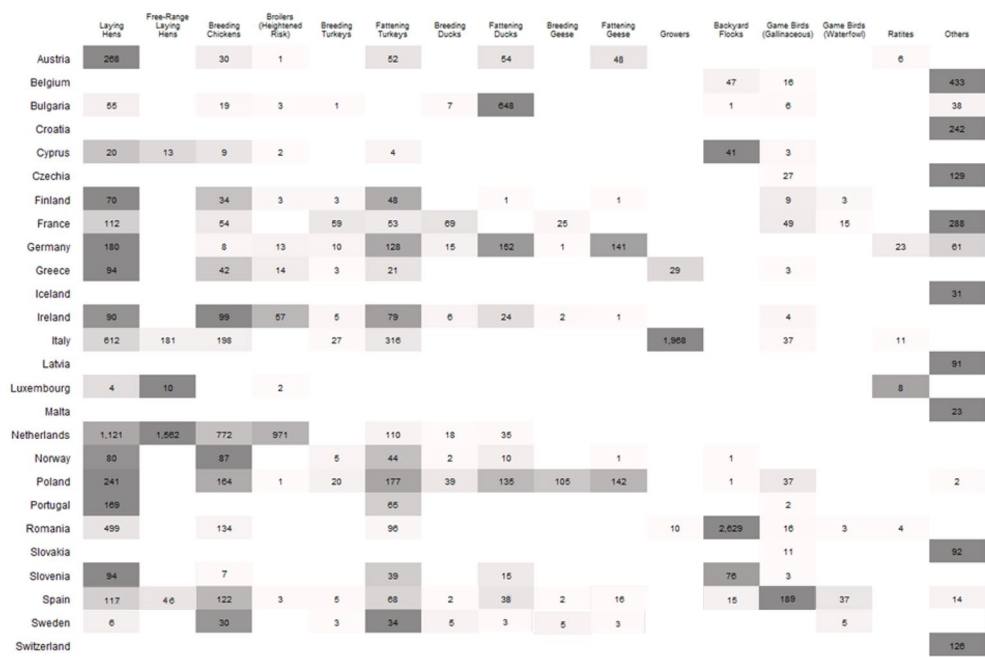 Laying Hens Free-Range Laying Hens Breeding Chickens Broilers (Heightened Risk) Breeding Turkeys Fattening Turkeys Breeding Ducks Fattening Ducks Breeding Geese Fattening Geese Growers Backyard Flocks Game Birds (Gallinaceous) Game Birds (Waterfowl) Ratites Others
Austria 268 30 1 52 54 48 6
Belgium 47 16 433
Bulgaria 55 19 3 1 7 648 1 6 38
Croatia 242
Cyprus 20 13 9 2 4 41 3
Czechia 27 129
Finland 70 34 3 3 48 1 1 9 3
France 112 54 59 53 69 25 49 15 288
Germany 180 8 13 10 128 15 152 1 141 23 61
Greece 94 42 14 3 21 29 3
Iceland 31
Ireland 90 99 57 5 79 6 24 2 1 4
Italy 612 181 198 27 316 1,968 37 11
Latvia 91
Luxembourg 4 10 2 8
Malta 23
Netherlands 1,121 1,562 772 971 110 18 35
Norway 80 87 5 44 2 10 1 1
Poland 241 164 1 20 177 39 135 105 142 1 37 2
Portugal 169 65 2
Romania 499 134 96 10 2,629 16 3 4
Slovakia 11 92
Slovenia 94 7 39 15 76 3
Spain 117 46 122 3 5 68 2 38 2 16 15 189 37 14
Sweden 6 30 3 34 5 3 5 3 5
Switzerland 126